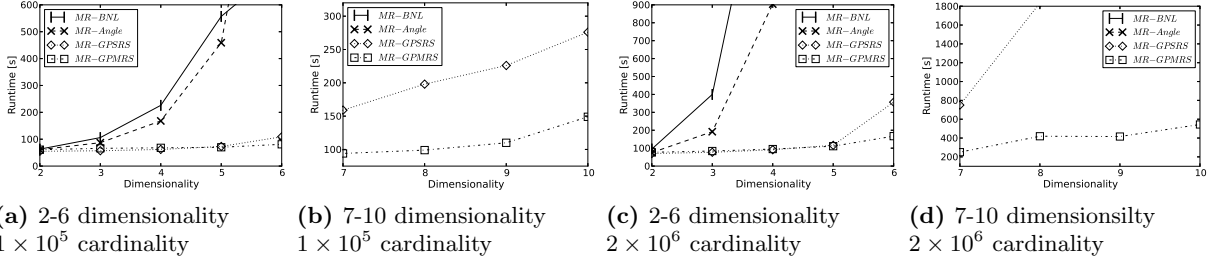 600
500
400
300
200
100
0
Runtime [s]
MR−BNL
MR−Angle
MR−GPSRS
MR−GPMRS
2 3 4 5 6
Dimensionality
300
250
200
150
100
Runtime [s]
MR−BNL
MR−Angle
MR−GPSRS
MR−GPMRS
7 8 9 10
Dimensionality
900
800
700
600
500
400
300
200
100
0
Runtime [s]
MR−BNL
MR−Angle
MR−GPSRS
MR−GPMRS
2 3 4 5 6
Dimensionality
1800
1600
1400
1200
1000
800
600
400
200
Runtime [s]
MR−BNL
MR−Angle
MR−GPSRS
MR−GPMRS
7 8 9 10
Dimensionality
(a) 2-6 dimensionality
1 × 10^5 cardinality
(b) 7-10 dimensionality
1 × 10^5 cardinality
(c) 2-6 dimensionality
2 × 10^6 cardinality
(d) 7-10 dimensionsilty
2 × 10^6 cardinality